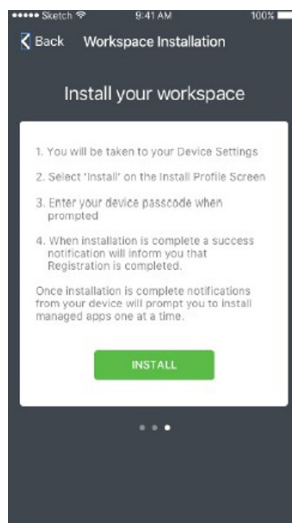 Sketch 9:41 AM 100%
Back Workspace Installation
Install your workspace
1. You will be taken to your Device Settings
2. Select 'Install' on the Install Profile Screen
3. Enter your device passcode when
prompted
4. When installation is complete a success
notification will inform you that
Registration is completed.
Once installation is complete notifications
from your device will prompt you to install
managed apps one at a time.
INSTALL